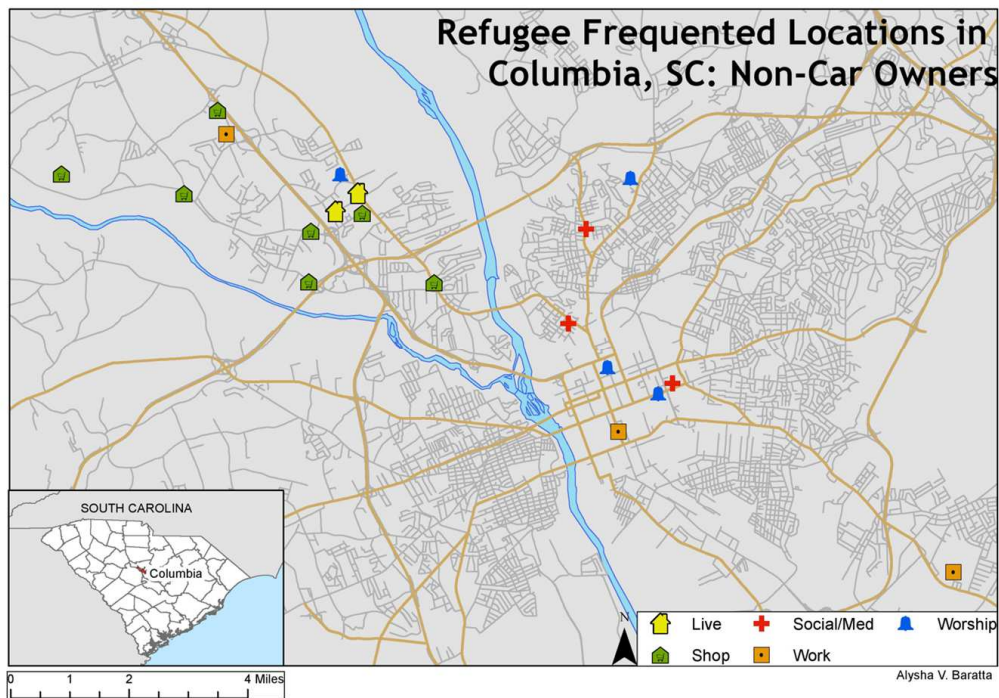 Refugee Frequented Locations in
Columbia, SC: Non-Car Owners
SOUTH CAROLINA
Columbia
N
Live
Social/Med
Worship
Shop
Work
0 1 2 4 Miles
Alysha V. Baratta